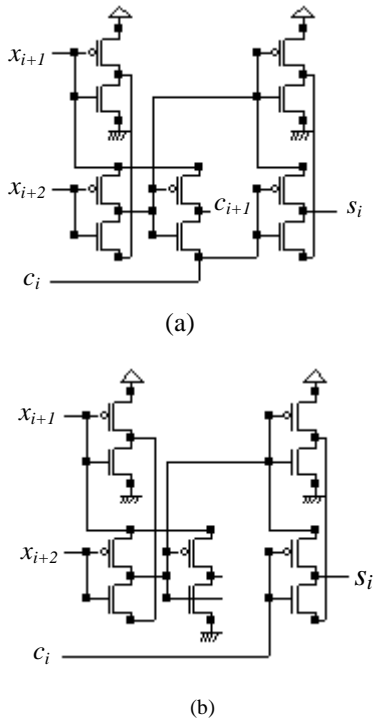 x_{i+1}
x_{i+2}
c_{i+1}
s_i
c_i
(a)
x_{i+1}
x_{i+2}
s_i
c_i
(b)